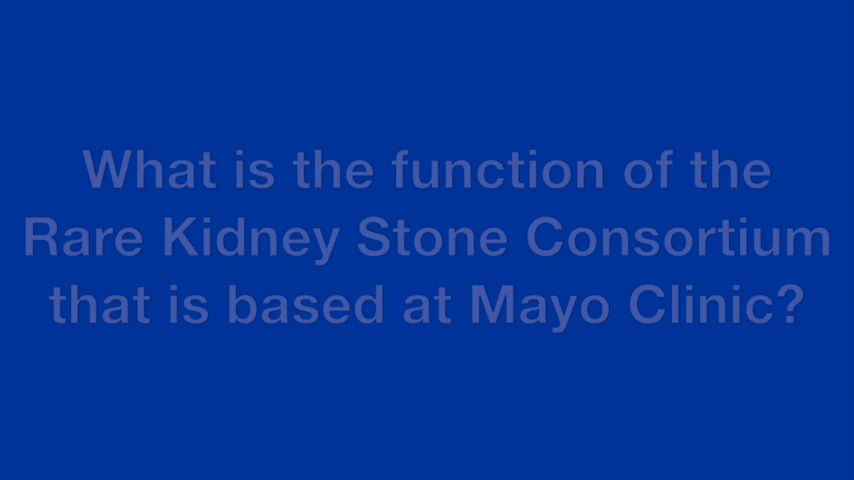 What is the function of the
Rare Kidney Stone Consortium
that is based at Mayo Clinic?